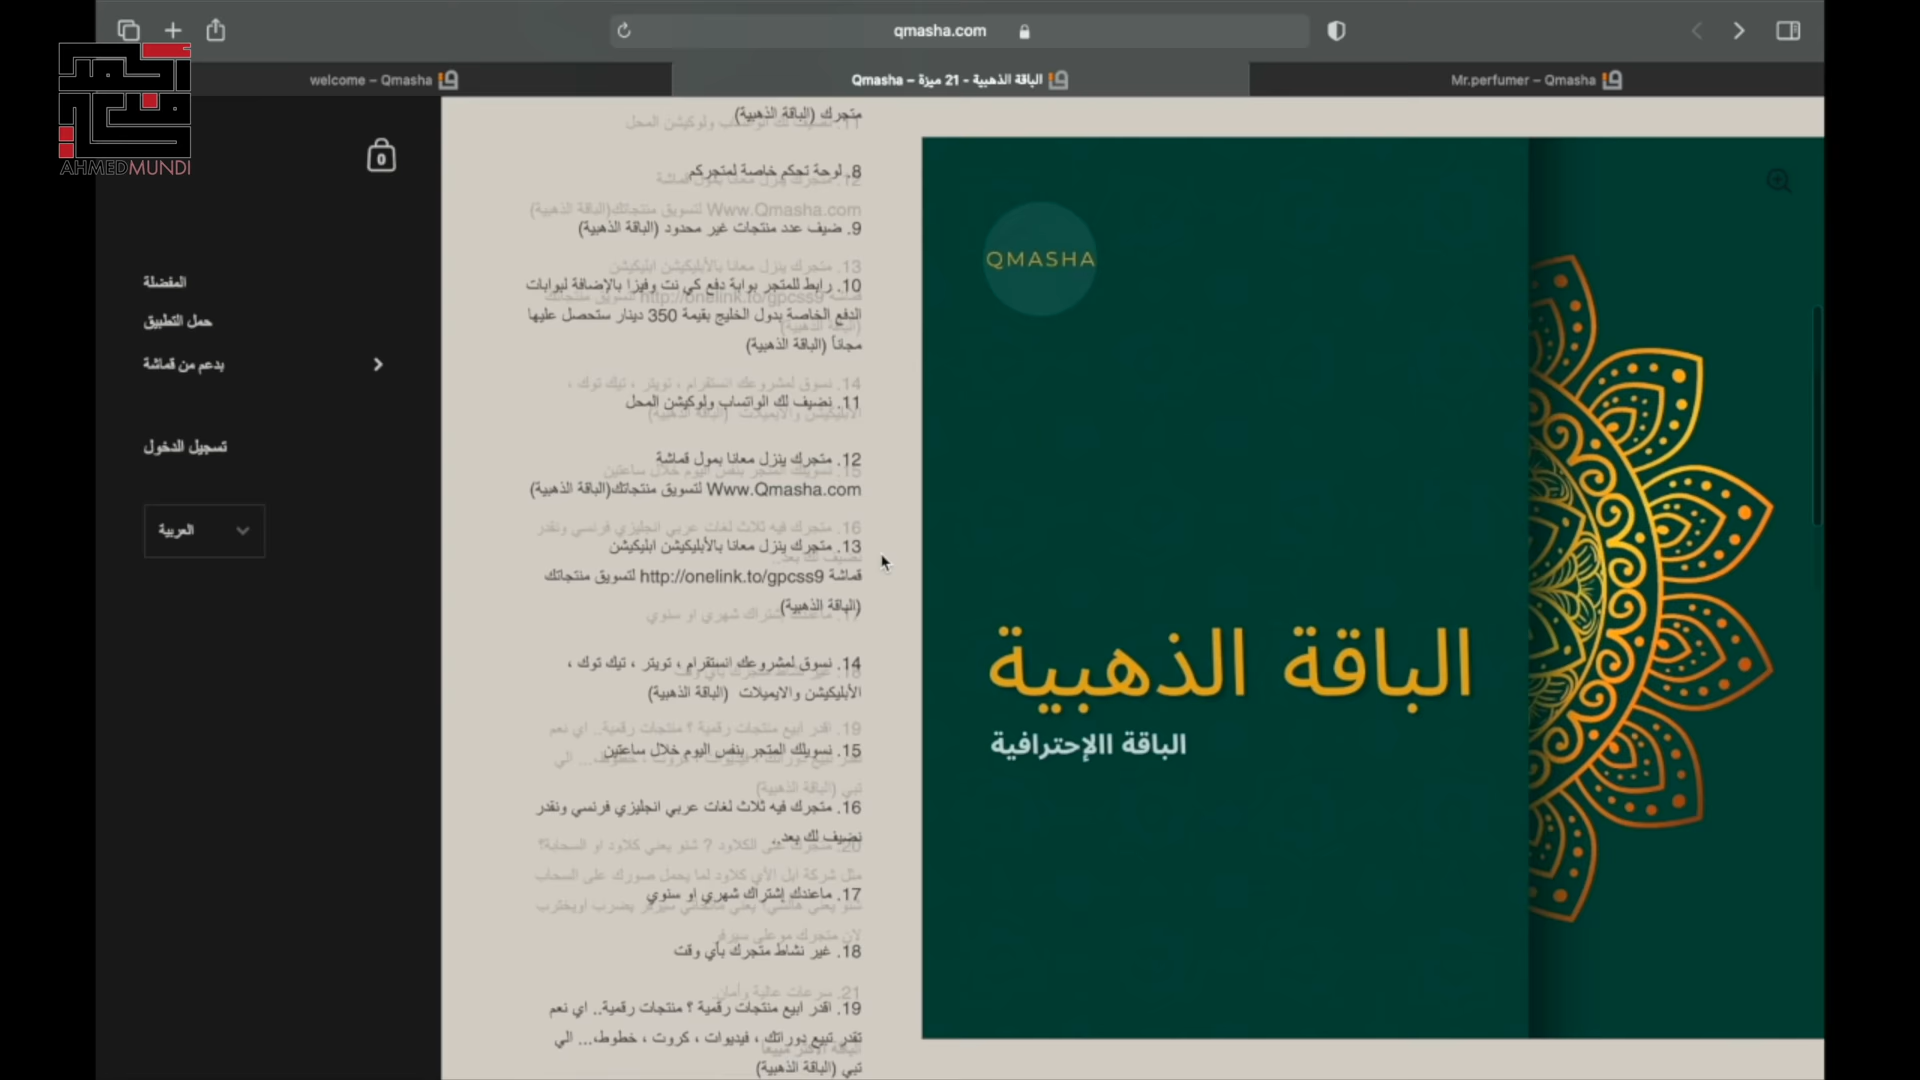 qmasha.com
welcome – Qmasha
الباقة الذهبية - 21 ميزة – Qmasha
Mr.perfumer – Qmasha
AHMEDMUNDI
0
المفضلة
حمل التطبيق
بدعم من قماشة
تسجيل الدخول
العربية
متجرك (الباقة الذهبية)
8. لوحة تحكم خاصة لمتجركم
9. ضيف عدد منتجات غير محدود (الباقة الذهبية)
10. رابط للمتجر بوابة دفع كي نت وفيزا بالإضافة لبوابات
الدفع الخاصة بدول الخليج بقيمة 350 دينار ستحصل عليها
مجاناً (الباقة الذهبية)
11. نضيف لك الواتساب ولوكيشن المحل
12. متجرك ينزل معانا بمول قماشة
Www.Qmasha.com لتسويق منتجاتك(الباقة الذهبية)
13. متجرك ينزل معانا بالأبليكيشن ابليكيشن
قماشة http://onelink.to/gpcss9 لتسويق منتجاتك
(الباقة الذهبية)
14. نسوق لمشروعك انستقرام ، تويتر ، تيك توك ،
الأبليكيشن والايميلات (الباقة الذهبية)
15. نسويلك المتجر بنفس اليوم خلال ساعتين
16. متجرك فيه ثلاث لغات عربي انجليزي فرنسي ونقدر
نضيف لك بعد..
17. ماعندك إشتراك شهري او سنوي
18. غير نشاط متجرك بأي وقت
19. اقدر ابيع منتجات رقمية ؟ منتجات رقمية.. اي نعم
تقدر تبيع دوراتك ، فيديوات ، كروت ، خطوط... الي
تبي (الباقة الذهبية)
QMASHA
الباقة الذهبية
الباقة االإحترافية